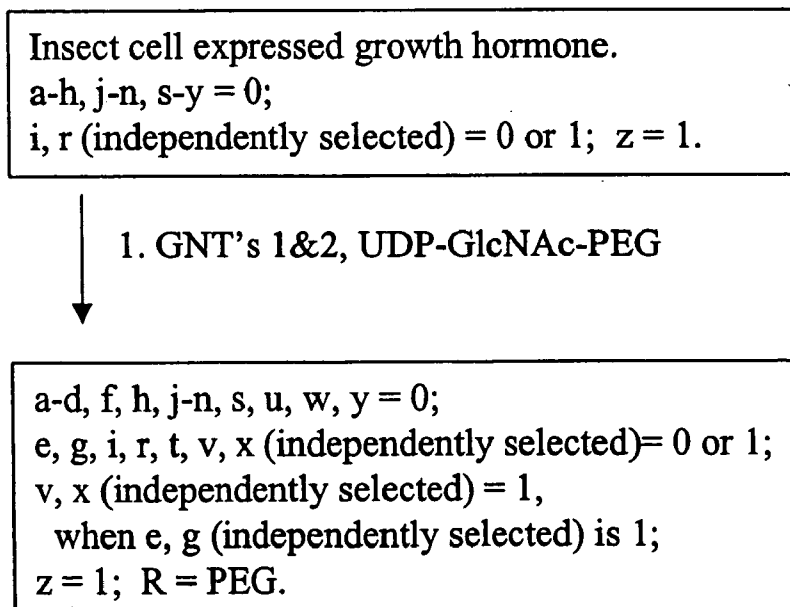 Insect cell expressed growth hormone.
a-h, j-n, s-y = 0;
i, r (independently selected) = 0 or 1; z = 1.
1. GNT's 1&2, UDP-GlcNAc-PEG
a-d, f, h, j-n, s, u, w, y = 0;
e, g, i, r, t, v, x (independently selected)= 0 or 1;
v, x (independently selected) = 1,
when e, g (independently selected) is 1;
z = 1; R = PEG.